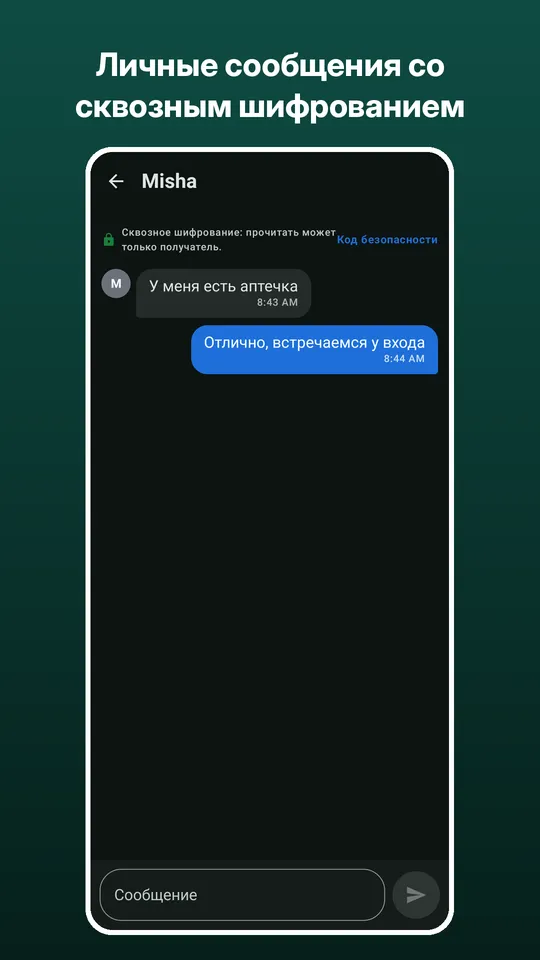 Личные сообщения со
сквозным шифрованием
Misha
Сквозное шифрование: прочитать может
только получатель.
Код безопасности
M
У меня есть аптечка
8:43 AM
Отлично, встречаемся у входа
8:44 AM
Сообщение